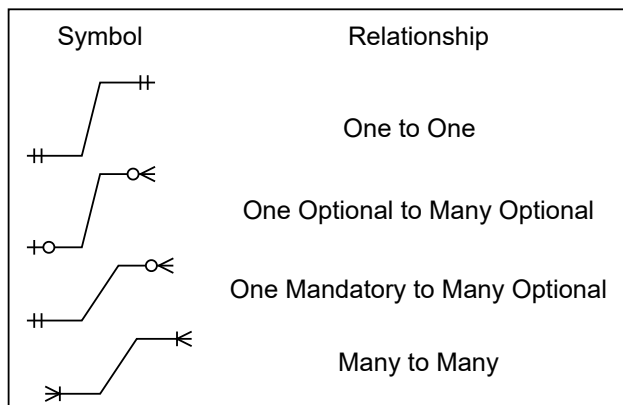 Symbol Relationship
One to One
One Optional to Many Optional
One Mandatory to Many Optional
Many to Many